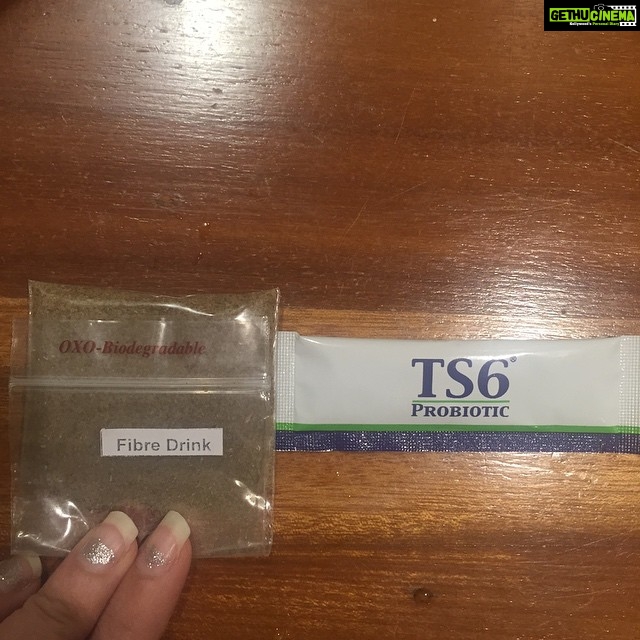 GETHUCINEMA
OXO-Biodegradable
Fibre Drink
TS6®
PROBIOTIC